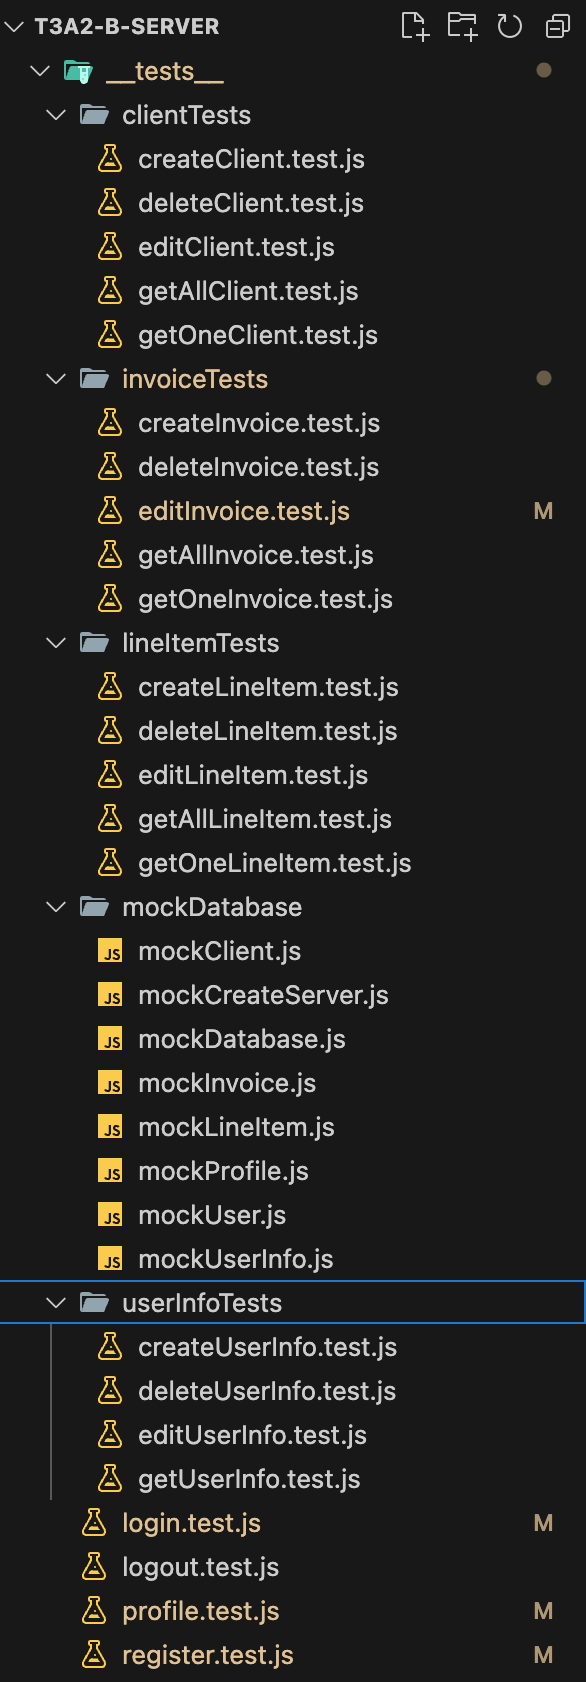 T3A2-B-SERVER
__tests__
clientTests
createClient.test.js
deleteClient.test.js
editClient.test.js
getAllClient.test.js
getOneClient.test.js
invoiceTests
createInvoice.test.js
deleteInvoice.test.js
editInvoice.test.js M
getAllInvoice.test.js
getOneInvoice.test.js
lineItemTests
createLineItem.test.js
deleteLineItem.test.js
editLineItem.test.js
getAllLineItem.test.js
getOneLineItem.test.js
mockDatabase
JS mockClient.js
JS mockCreateServer.js
JS mockDatabase.js
JS mockInvoice.js
JS mockLineItem.js
JS mockProfile.js
JS mockUser.js
JS mockUserInfo.js
userInfoTests
createUserInfo.test.js
deleteUserInfo.test.js
editUserInfo.test.js
getUserInfo.test.js
login.test.js M
logout.test.js
profile.test.js M
register.test.js M